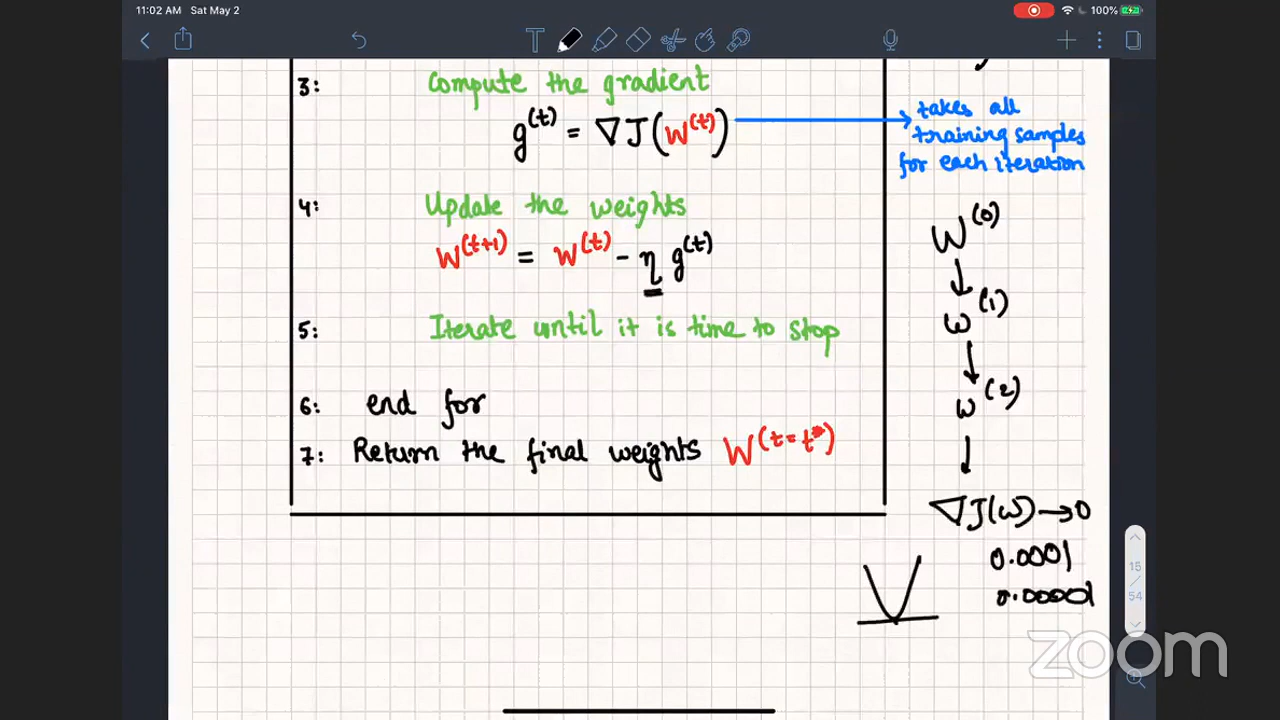 11:02 AM Sat May 2
100%
3: Compute the gradient
g^(t) = ∇J(W^(t))
takes all
training samples
for each iteration
4: Update the weights
W^(t+1) = W^(t) - η g^(t)
5: Iterate until it is time to stop
6: end for
7: Return the final weights W^(t=t*)
W^(0)
↓
W^(1)
↓
W^(2)
↓
∇J(W) → 0
0.0001
0.00001
15
/
54
zoom